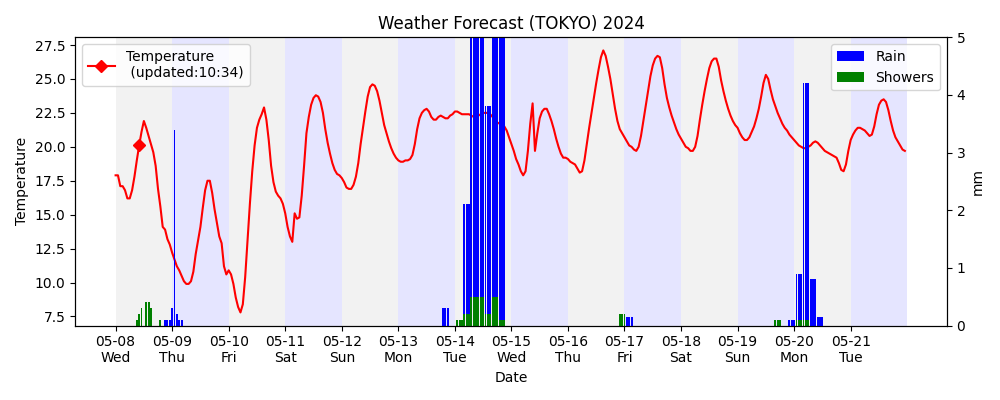 Weather Forecast (TOKYO) 2024
Temperature
(updated:10:34)
Rain
Showers
Temperature
27.5
25.0
22.5
20.0
17.5
15.0
12.5
10.0
7.5
5
4
3
2
1
0
mm
05-08 05-09 05-10 05-11 05-12 05-13 05-14 05-15 05-16 05-17 05-18 05-19 05-20 05-21
Wed Thu Fri Sat Sun Mon Tue Wed Thu Fri Sat Sun Mon Tue
Date